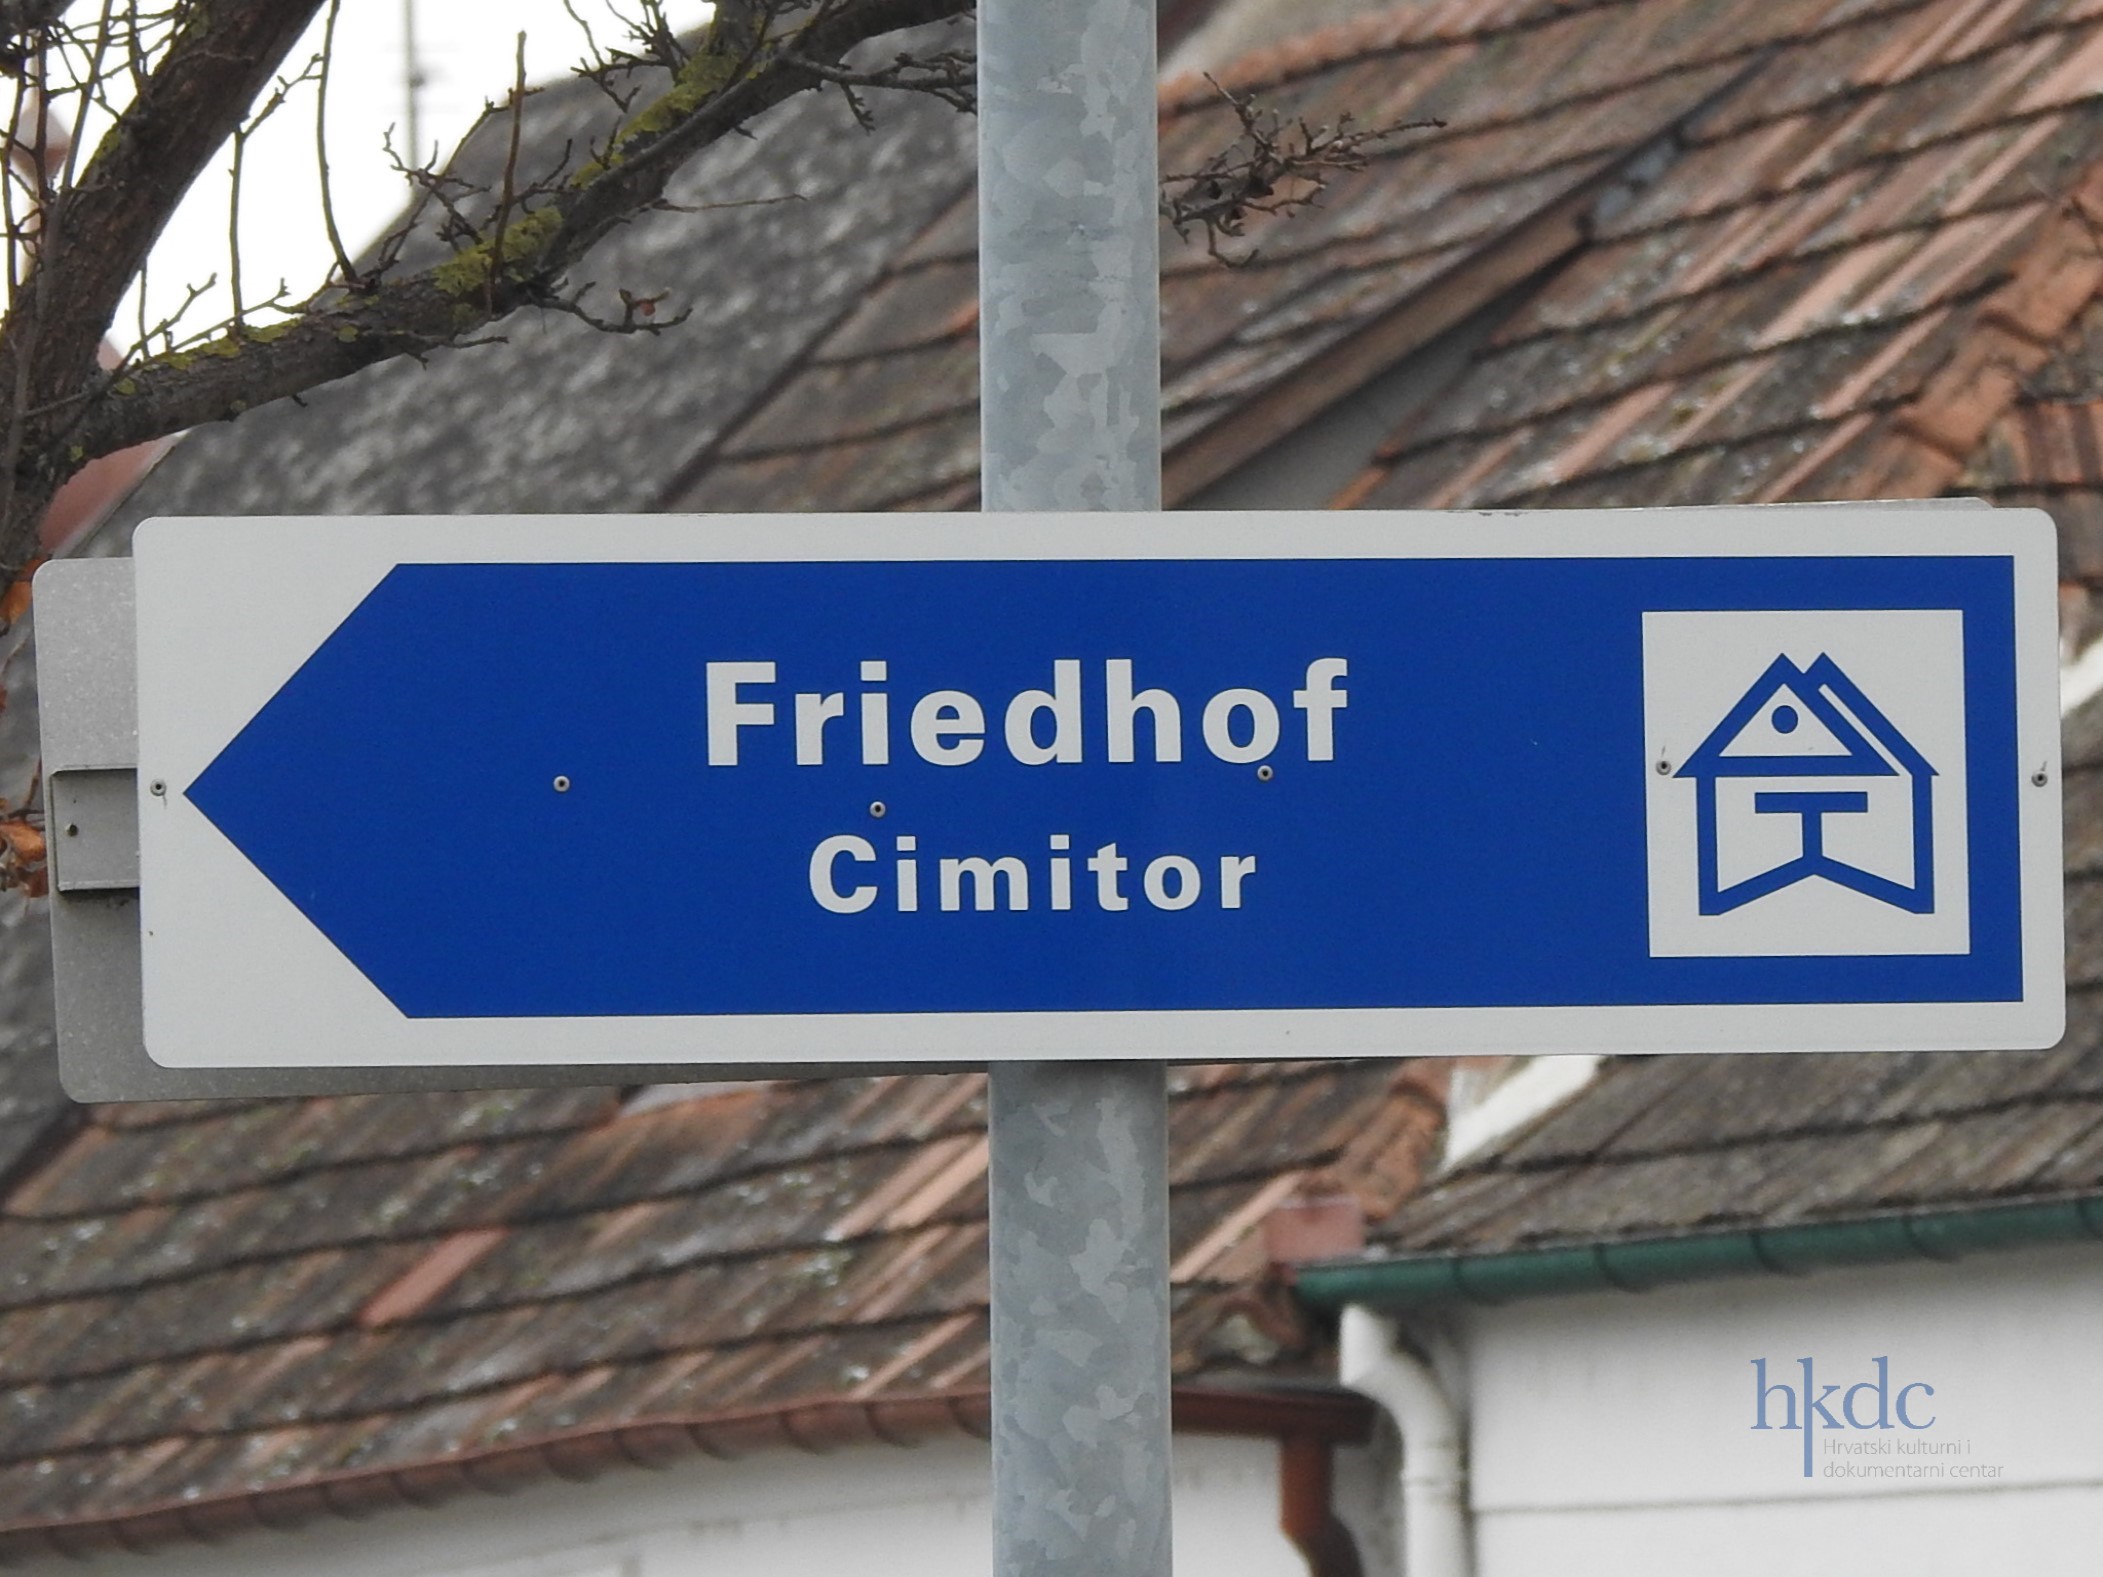 Friedhof
Cimitor
hkdc
Hrvatski kulturni i
dokumentarni centar